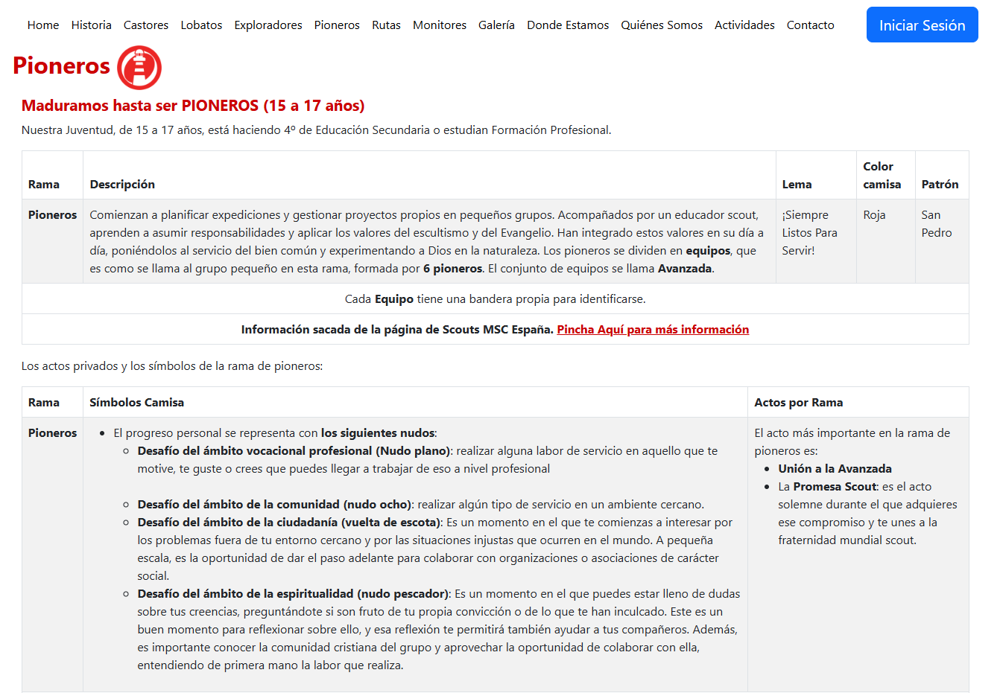 Home Historia Castores Lobatos Exploradores Pioneros Rutas Monitores Galería Donde Estamos Quiénes Somos Actividades Contacto Iniciar Sesión
Pioneros
Maduramos hasta ser PIONEROS (15 a 17 años)
Nuestra Juventud, de 15 a 17 años, está haciendo 4º de Educación Secundaria o estudian Formación Profesional.
Rama Descripción Lema Color camisa Patrón
Pioneros
Comienzan a planificar expediciones y gestionar proyectos propios en pequeños grupos. Acompañados por un educador scout,
aprenden a asumir responsabilidades y aplicar los valores del escultismo y del Evangelio. Han integrado estos valores en su día a
día, poniéndolos al servicio del bien común y experimentando a Dios en la naturaleza. Los pioneros se dividen en equipos, que
es como se llama al grupo pequeño en esta rama, formada por 6 pioneros. El conjunto de equipos se llama Avanzada.
¡Siempre
Listos Para
Servir!
Roja
San
Pedro
Cada Equipo tiene una bandera propia para identificarse.
Información sacada de la página de Scouts MSC España. Pincha Aquí para más información
Los actos privados y los símbolos de la rama de pioneros:
Rama Símbolos Camisa Actos por Rama
Pioneros
El progreso personal se representa con los siguientes nudos:
Desafío del ámbito vocacional profesional (Nudo plano): realizar alguna labor de servicio en aquello que te
motive, te guste o crees que puedes llegar a trabajar de eso a nivel profesional
Desafío del ámbito de la comunidad (nudo ocho): realizar algún tipo de servicio en un ambiente cercano.
Desafío del ámbito de la ciudadanía (vuelta de escota): Es un momento en el que te comienzas a interesar por
los problemas fuera de tu entorno cercano y por las situaciones injustas que ocurren en el mundo. A pequeña
escala, es la oportunidad de dar el paso adelante para colaborar con organizaciones o asociaciones de carácter
social.
Desafío del ámbito de la espiritualidad (nudo pescador): Es un momento en el que puedes estar lleno de dudas
sobre tus creencias, preguntándote si son fruto de tu propia convicción o de lo que te han inculcado. Este es un
buen momento para reflexionar sobre ello, y esa reflexión te permitirá también ayudar a tus compañeros. Además,
es importante conocer la comunidad cristiana del grupo y aprovechar la oportunidad de colaborar con ella,
entendiendo de primera mano la labor que realiza.
El acto más importante en la rama de
pioneros es:
Unión a la Avanzada
La Promesa Scout: es el acto
solemne durante el que adquieres
ese compromiso y te unes a la
fraternidad mundial scout.